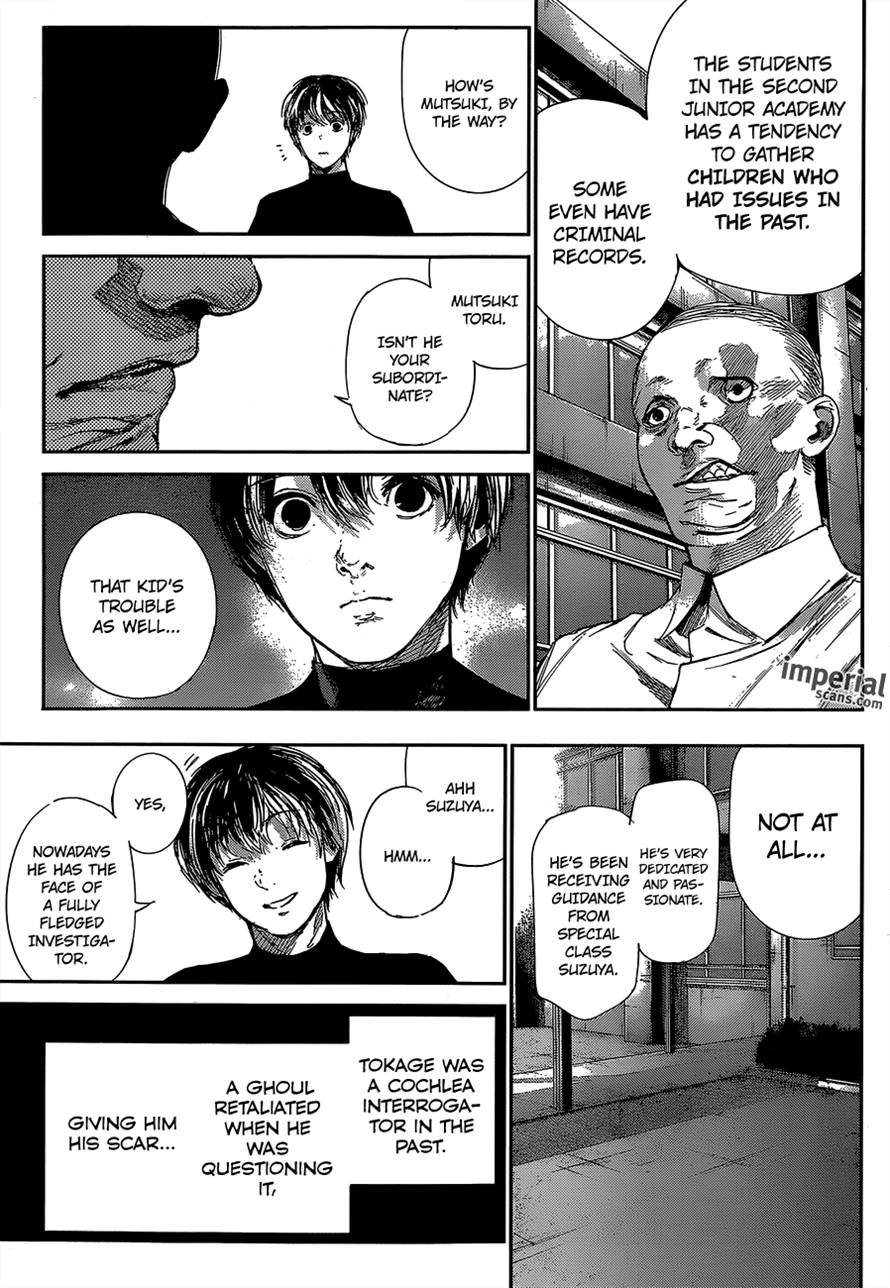 THE STUDENTS
IN THE SECOND
JUNIOR ACADEMY
HAS A TENDENCY
TO GATHER
CHILDREN WHO
HAD ISSUES IN
THE PAST.
SOME
EVEN HAVE
CRIMINAL
RECORDS.
HOW'S
MUTSUKI, BY
THE WAY?
MUTSUKI
TORU.
ISN'T HE
YOUR
SUBORDI-
NATE?
THAT KID'S
TROUBLE
AS WELL...
imperial
scans.com
NOT AT
ALL...
HE'S VERY
DEDICATED
AND PAS-
SIONATE.
HE'S BEEN
RECEIVING
GUIDANCE
FROM
SPECIAL
CLASS
SUZUYA.
AHH
SUZUYA...
HMM...
YES,
NOWADAYS
HE HAS THE
FACE OF
A FULLY
FLEDGED
INVESTIGA-
TOR.
TOKAGE WAS
A COCHLEA
INTERROGA-
TOR IN THE
PAST.
A GHOUL
RETALIATED
WHEN HE
WAS
QUESTIONING
IT,
GIVING HIM
HIS SCAR...